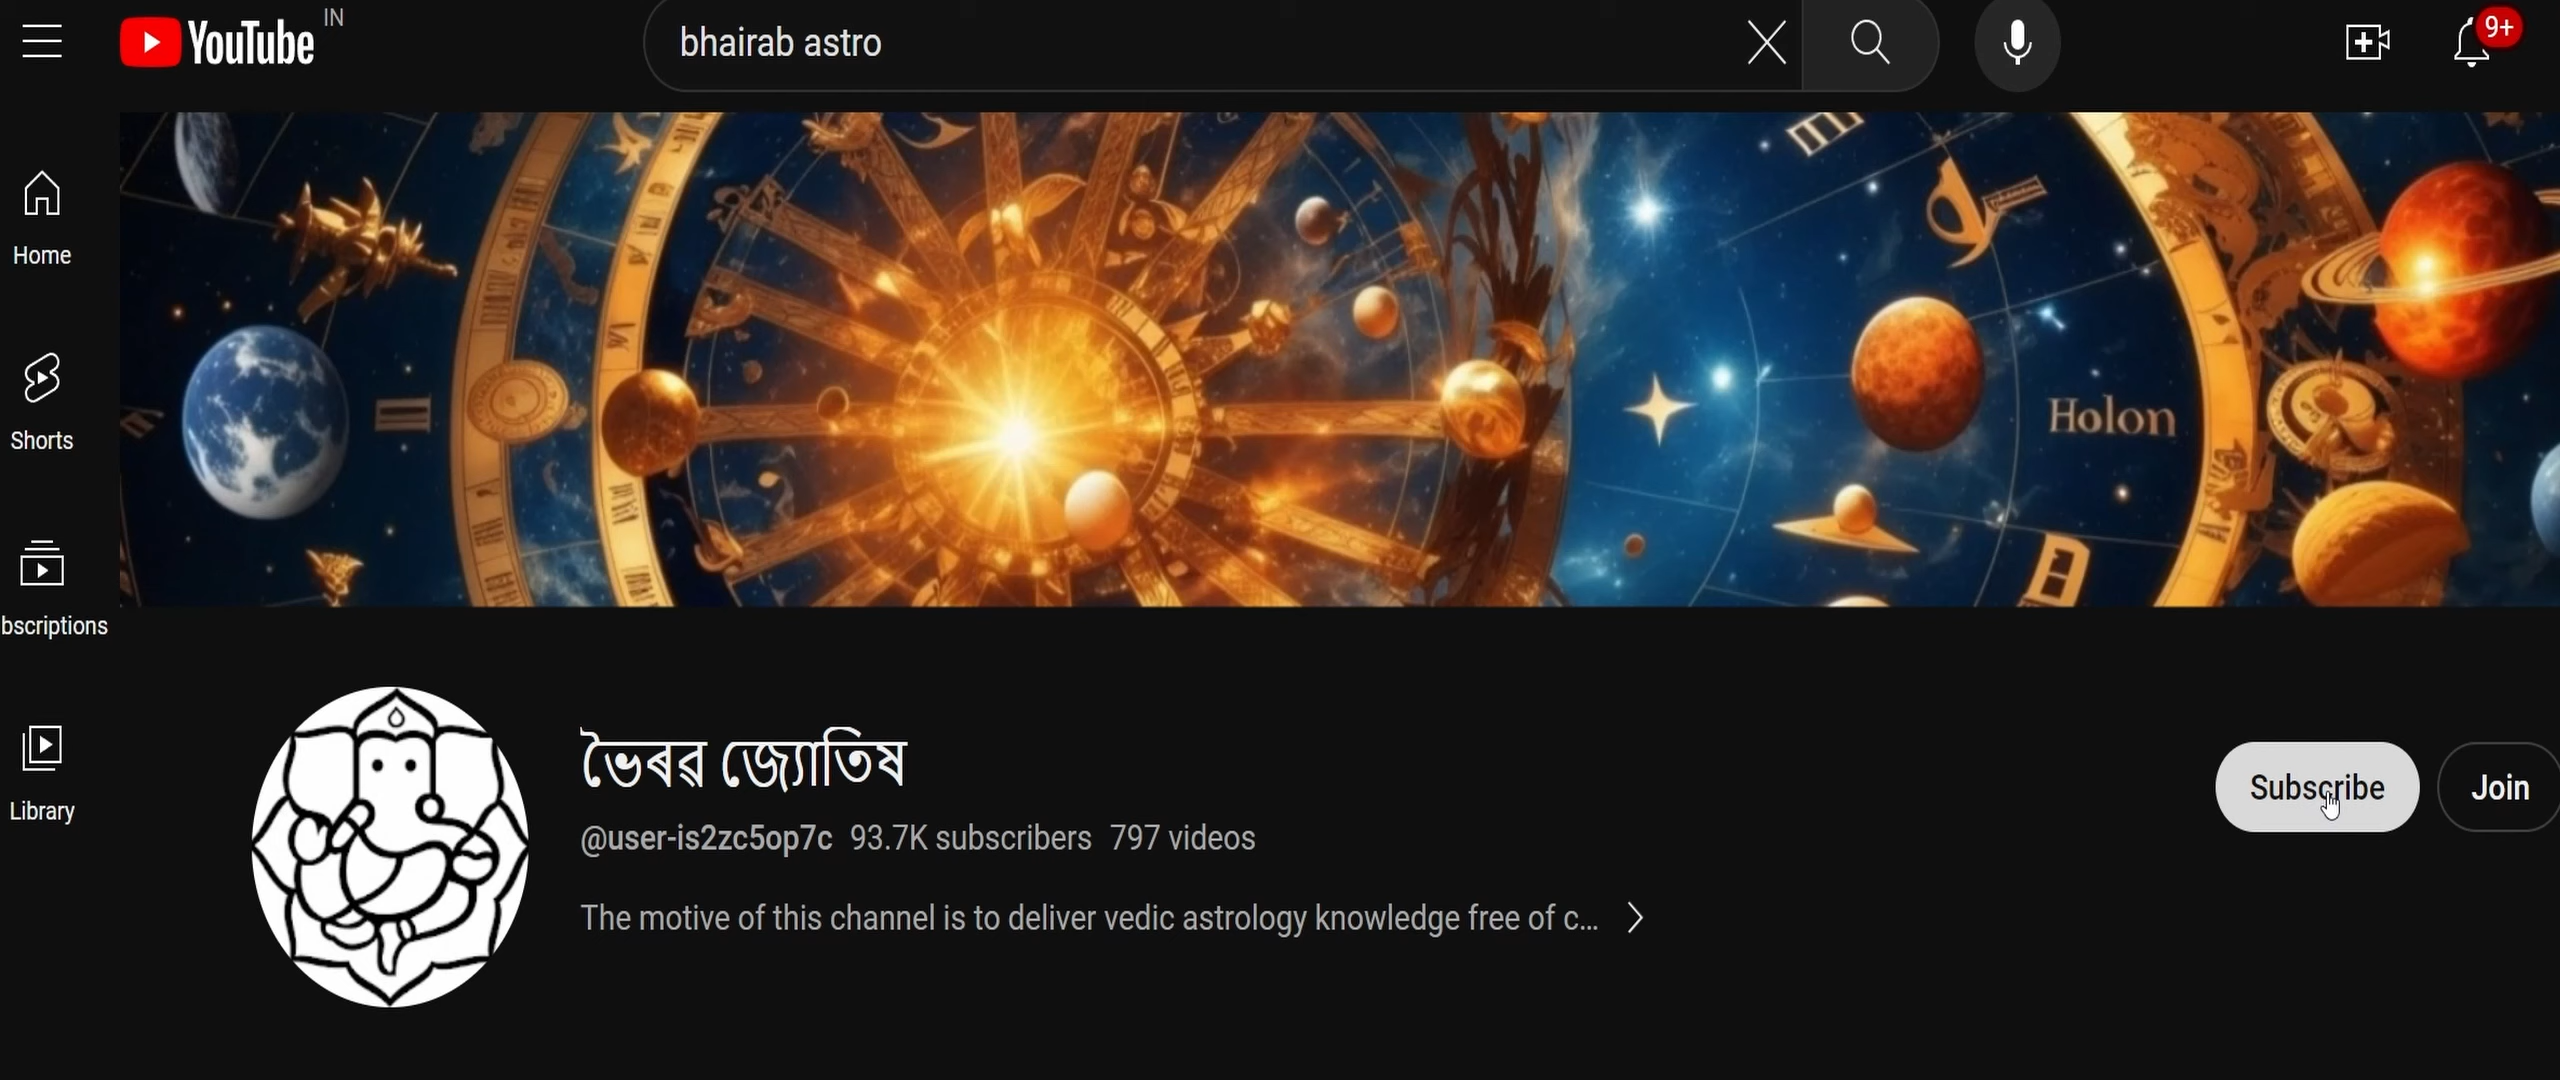 YouTube IN
bhairab astro
9+
Home
Shorts
bscriptions
Library
Holon
ভৈৰৱ জ্যোতিষ
@user-is2zc5op7c 93.7K subscribers 797 videos
The motive of this channel is to deliver vedic astrology knowledge free of c...
Subscribe
Join